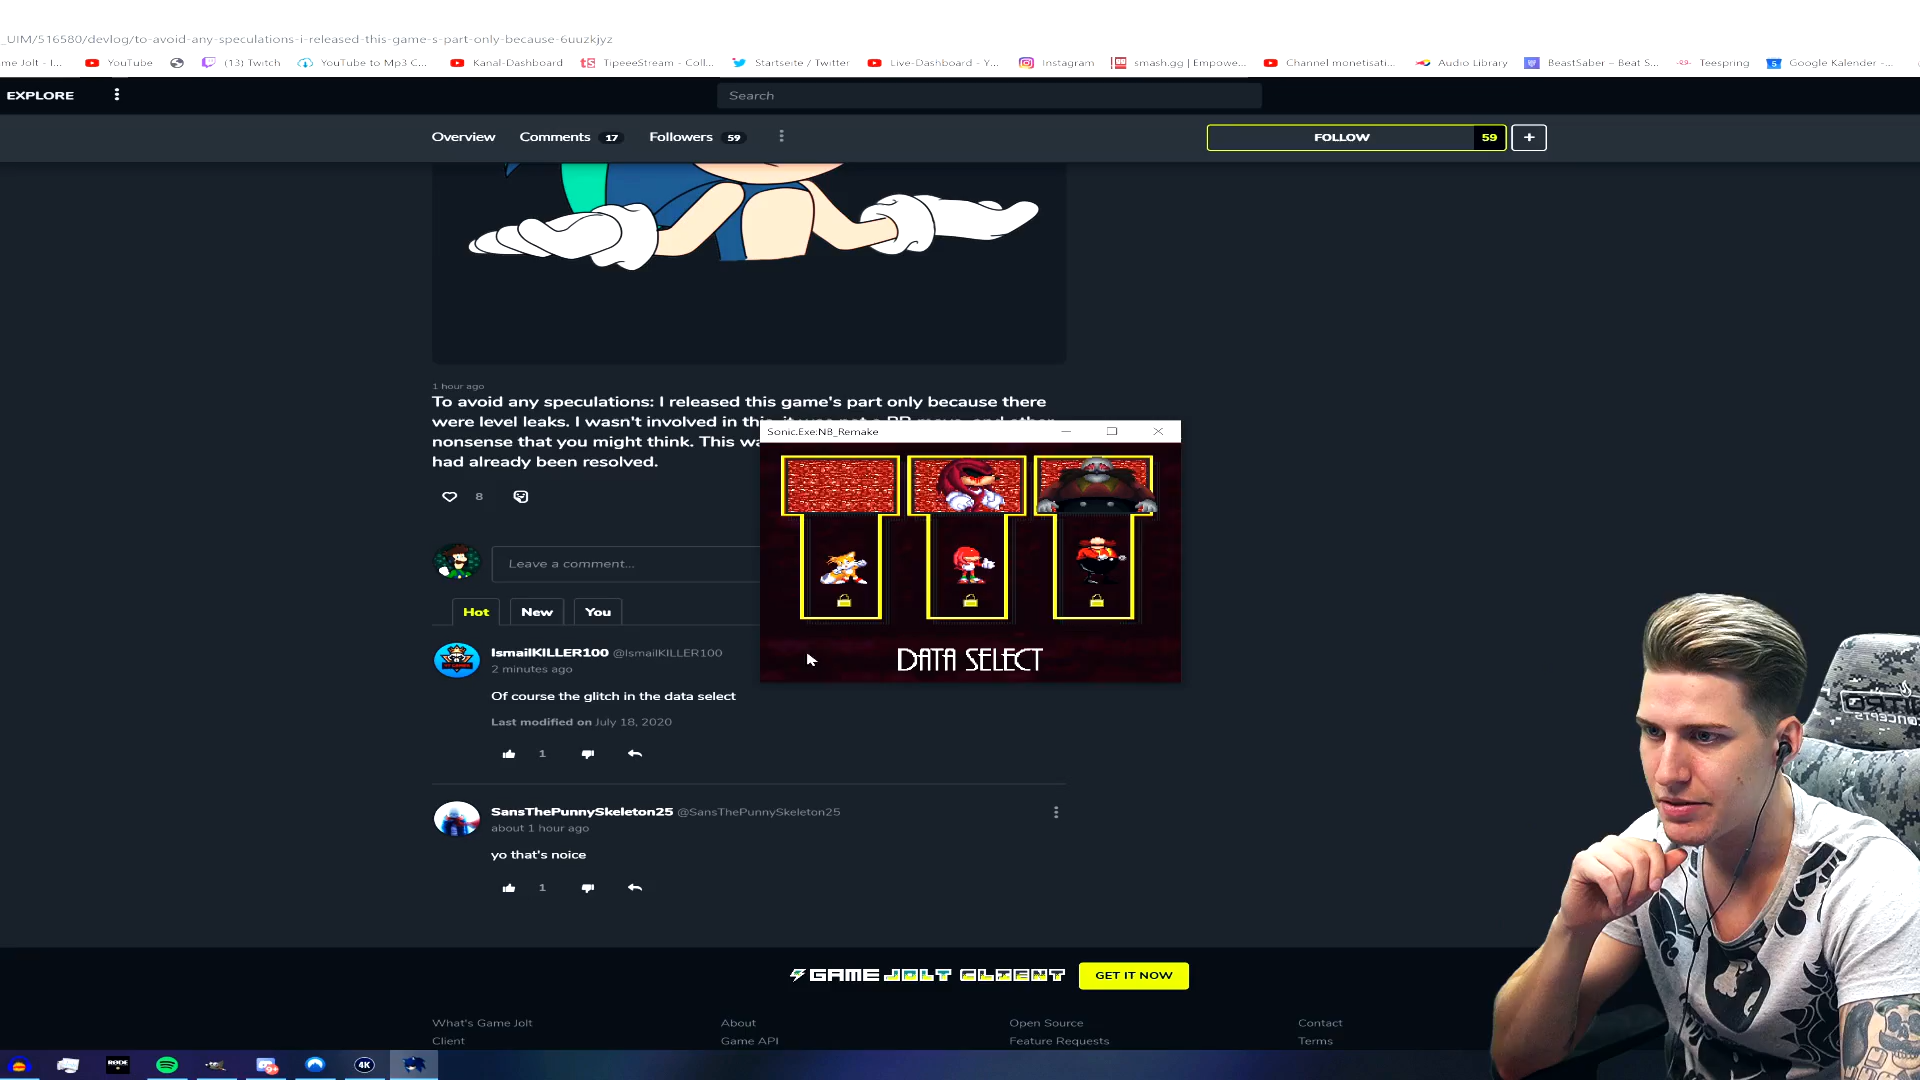 _UIM/516580/devlog/to-avoid-any-speculations-i-released-this-game-s-part-only-because-6uuzkjyz
me Jolt - I... YouTube (13) Twitch YouTube to Mp3 C... Kanal-Dashboard TipeeeStream - Coll... Startseite / Twitter Live-Dashboard - Y... Instagram smash.gg | Empowe... Channel monetisati... Audio Library BeastSaber – Beat S... Teespring Google Kalender -...
EXPLORE Search
Overview Comments 17 Followers 59 FOLLOW 59 +
1 hour ago
To avoid any speculations: I released this game's part only because there
were level leaks. I wasn't involved in this
nonsense that you might think. This
had already been resolved.
8
Sonic.Exe:NB_Remake
DATA SELECT
Leave a comment...
Hot New You
IsmailKILLER100 @IsmailKILLER100
2 minutes ago
Of course the glitch in the data select
Last modified on July 18, 2020
1
SansThePunnySkeleton25 @SansThePunnySkeleton25
about 1 hour ago
yo that's noice
1
GAME JOLT CLIENT GET IT NOW
What's Game Jolt About Open Source Contact
Client Game API Feature Requests Terms
RØDE 9+ 4K